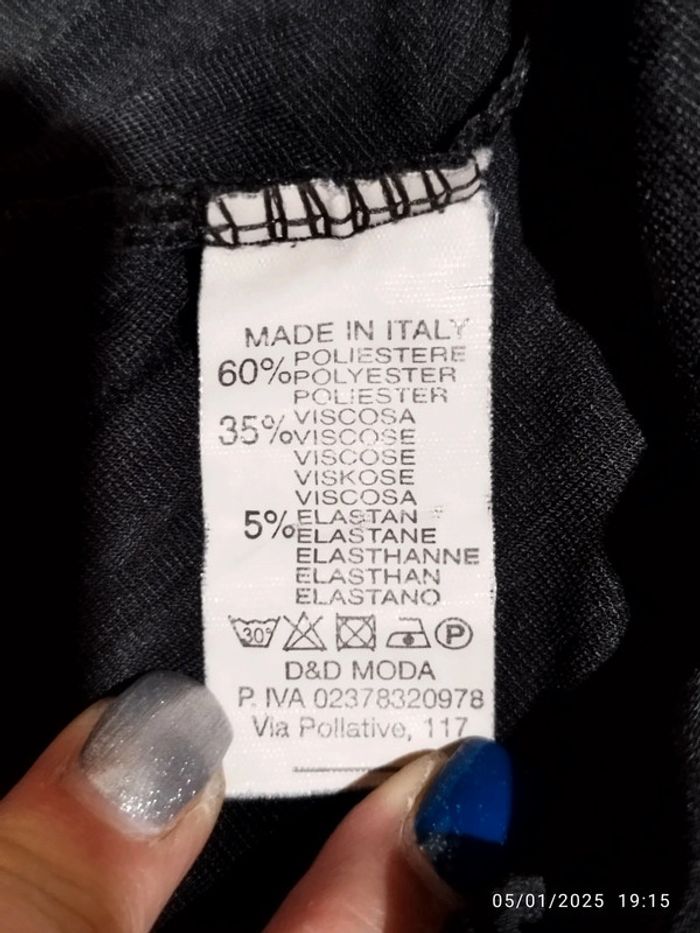 MADE IN ITALY
60% POLIESTERE
POLYESTER
POLIESTER
35% VISCOSA
VISCOSE
VISCOSE
VISKOSE
VISCOSA
5% ELASTAN
ELASTANE
ELASTHANNE
ELASTHAN
ELASTANO
30° P
D&D MODA
P. IVA 02378320978
Via Pollative, 117
05/01/2025 19:15